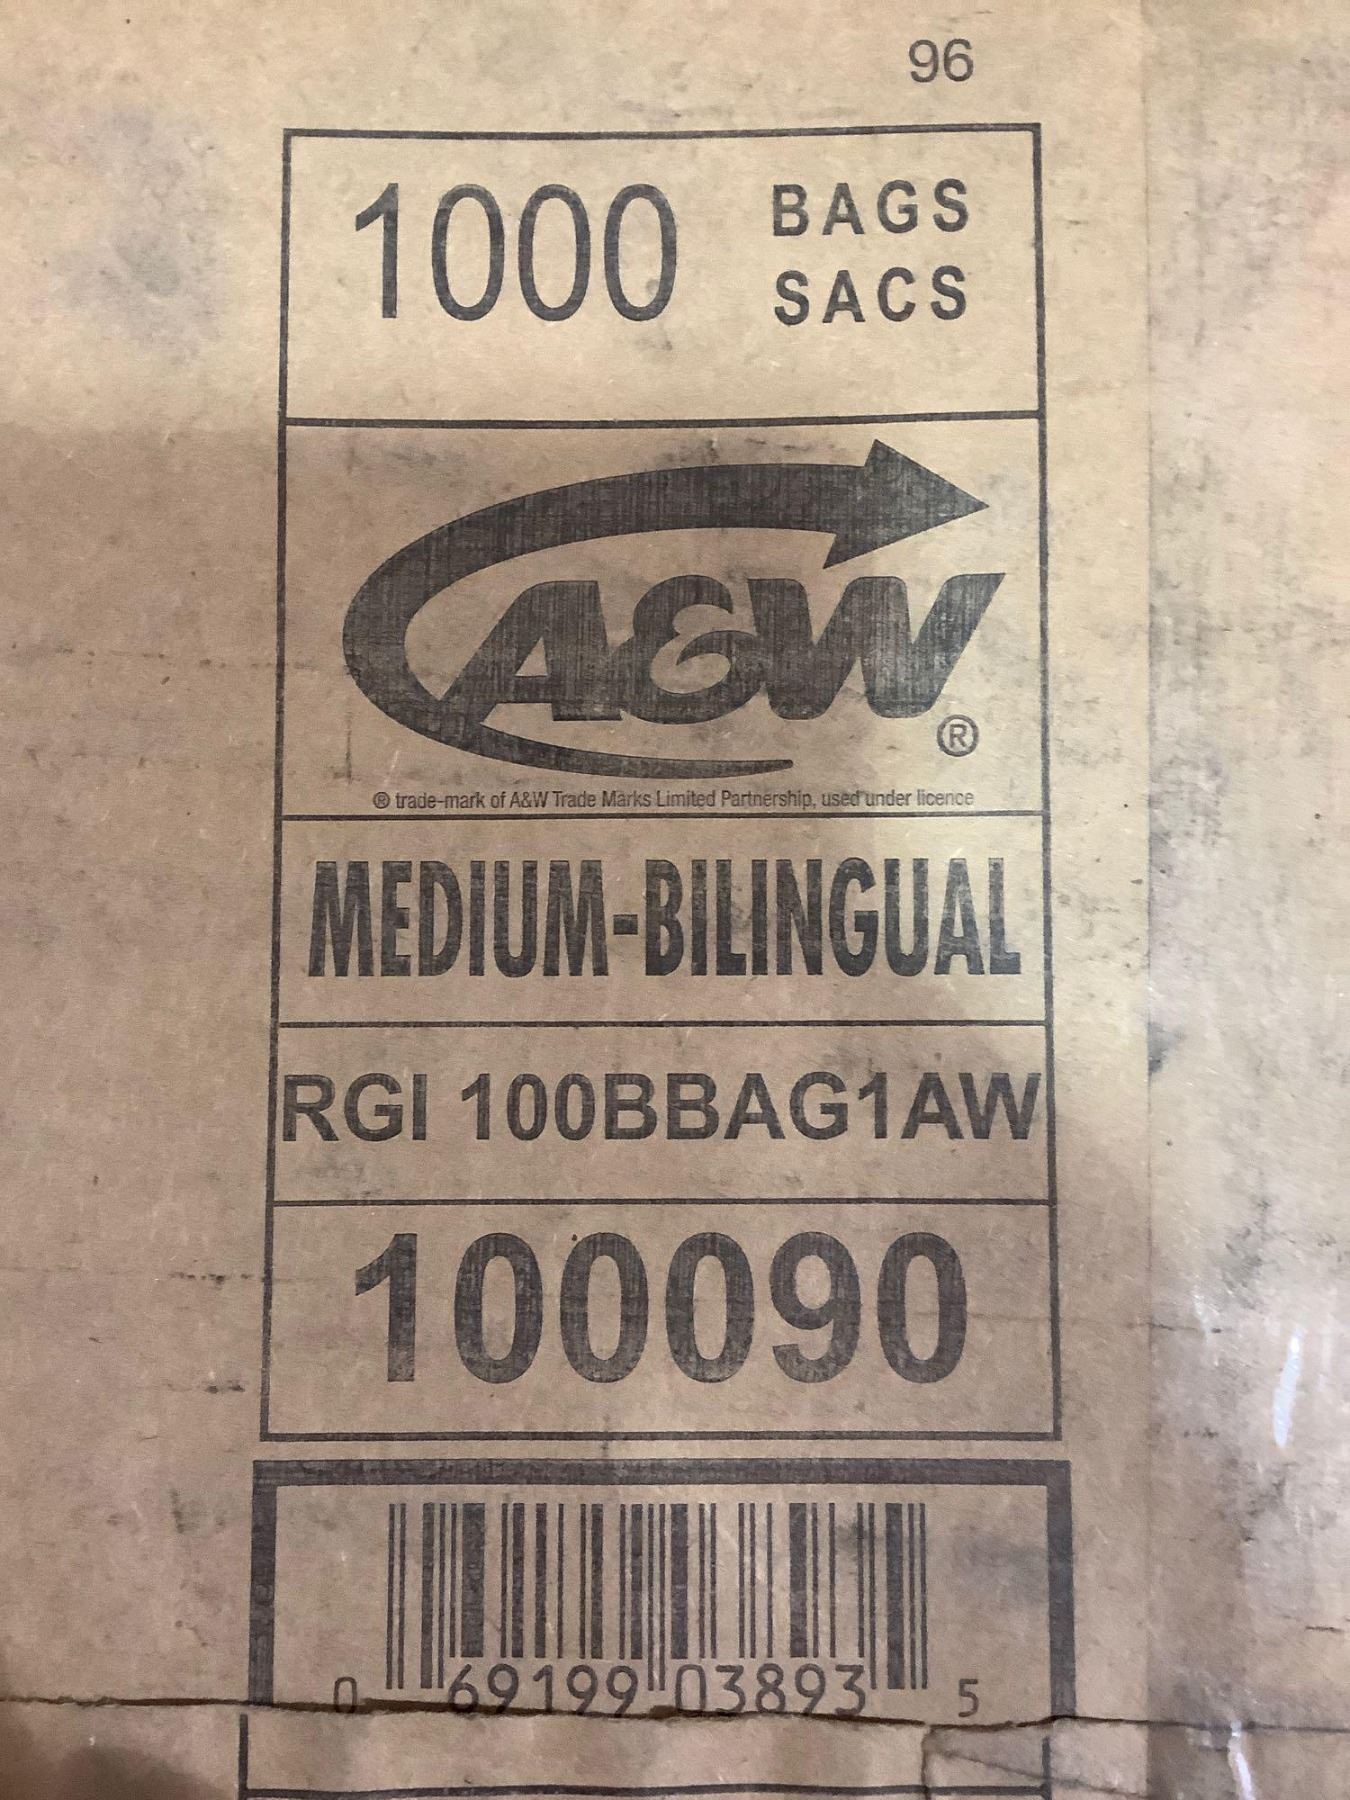 96
1000 BAGS
SACS
A&W®
® trade-mark of A&W Trade Marks Limited Partnership, used under licence
MEDIUM-BILINGUAL
RGI 100BBAG1AW
100090
0 69199 03893 5